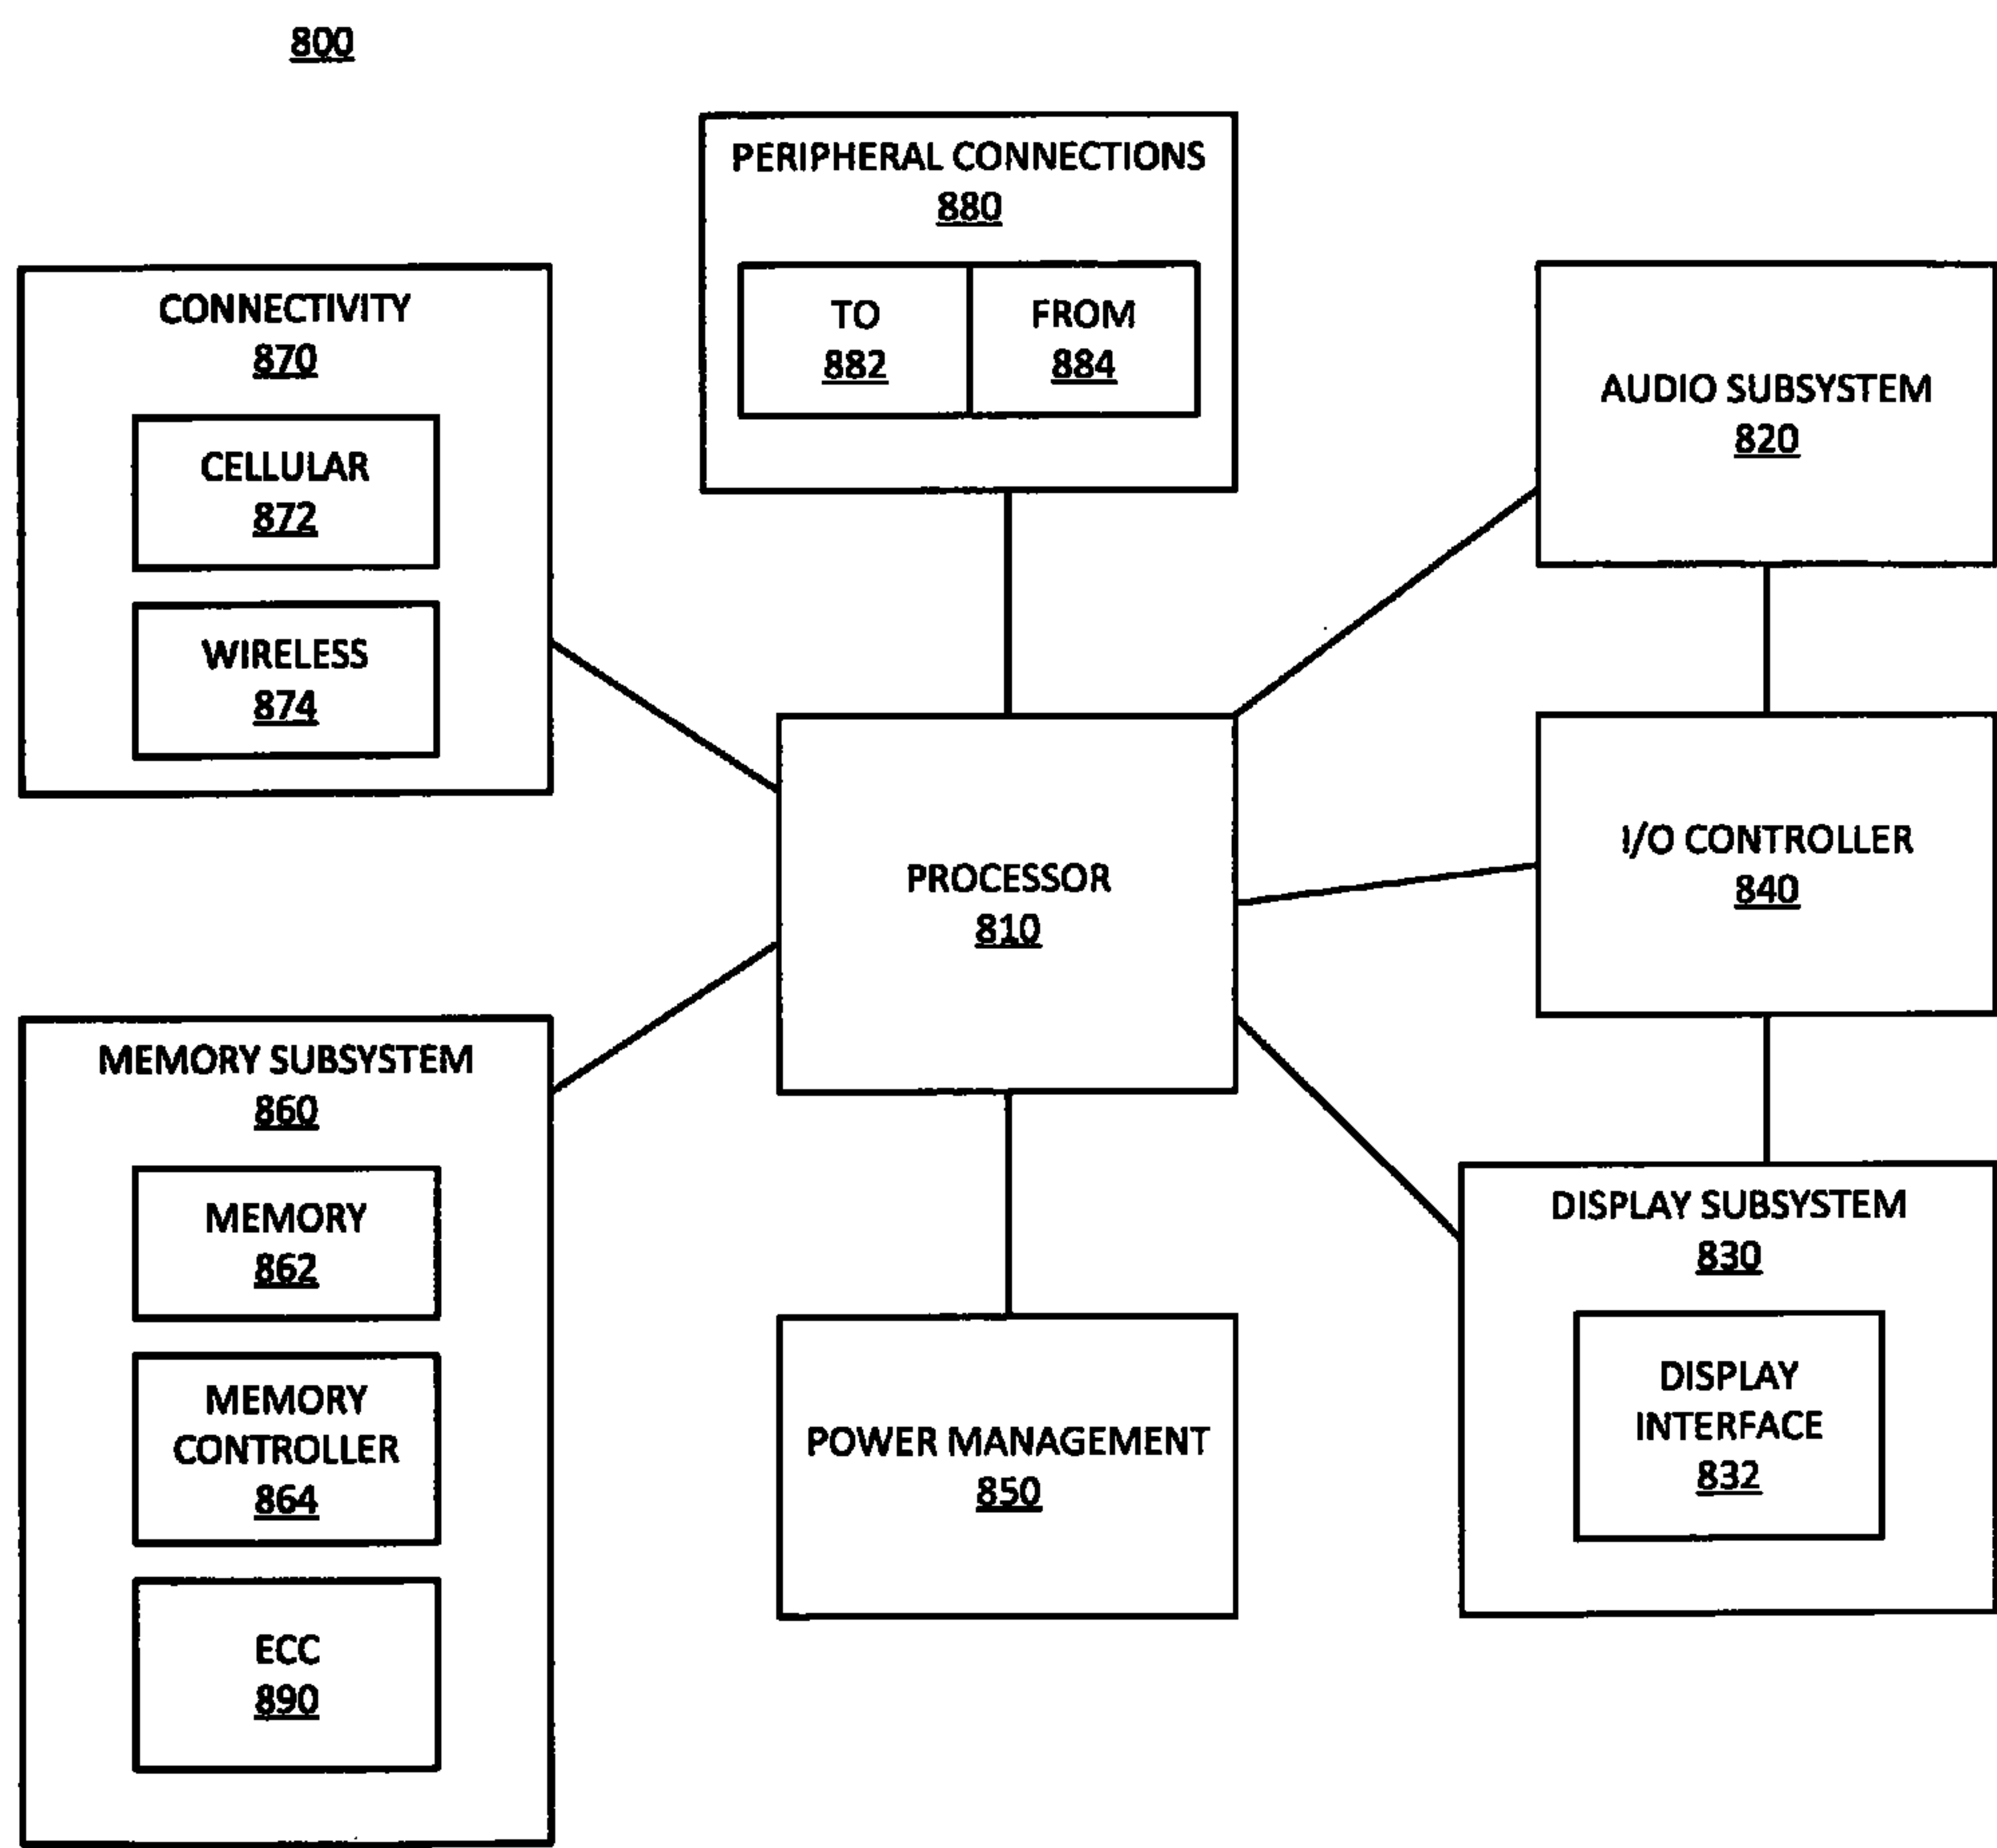 800
PERIPHERAL CONNECTIONS
880
TO
882
FROM
884
CONNECTIVITY
870
CELLULAR
872
WIRELESS
874
AUDIO SUBSYSTEM
820
PROCESSOR
810
I/O CONTROLLER
840
MEMORY SUBSYSTEM
860
MEMORY
862
MEMORY
CONTROLLER
864
ECC
890
POWER MANAGEMENT
850
DISPLAY SUBSYSTEM
830
DISPLAY
INTERFACE
832